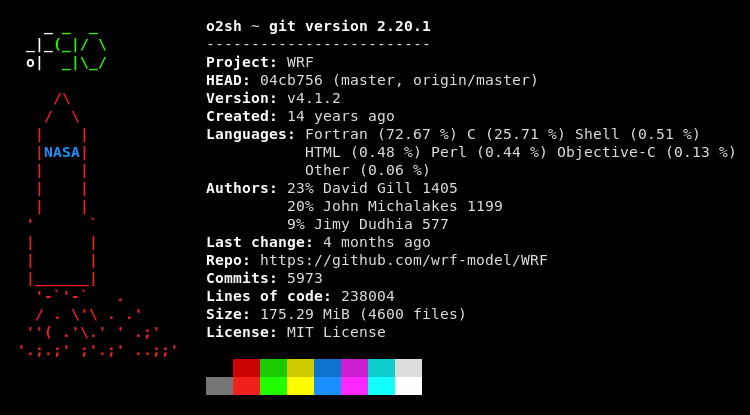 o2sh ~ git version 2.20.1
-------------------------
Project: WRF
HEAD: 04cb756 (master, origin/master)
Version: v4.1.2
Created: 14 years ago
Languages: Fortran (72.67 %) C (25.71 %) Shell (0.51 %)
HTML (0.48 %) Perl (0.44 %) Objective-C (0.13 %)
Other (0.06 %)
Authors: 23% David Gill 1405
20% John Michalakes 1199
9% Jimy Dudhia 577
Last change: 4 months ago
Repo: https://github.com/wrf-model/WRF
Commits: 5973
Lines of code: 238004
Size: 175.29 MiB (4600 files)
License: MIT License
NASA